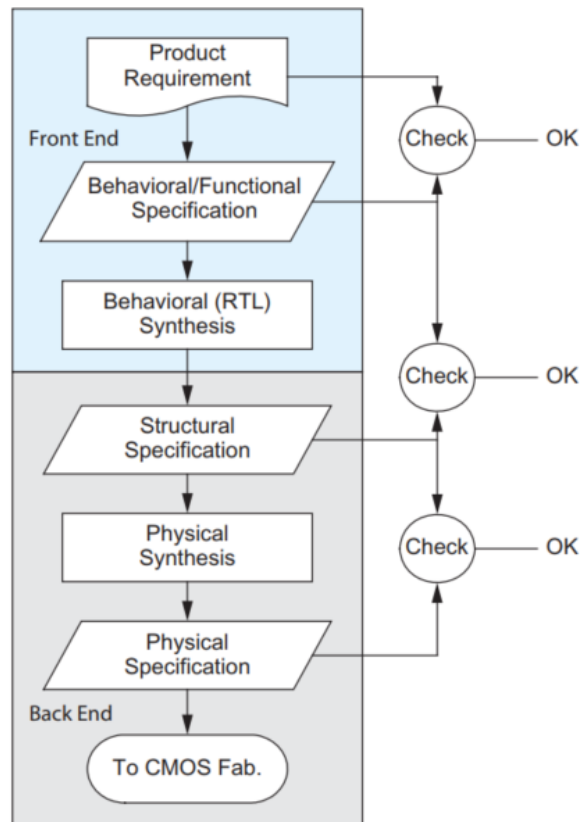 Product
Requirement
Check
OK
Front End
Behavioral/Functional
Specification
Behavioral (RTL)
Synthesis
Check
OK
Structural
Specification
Physical
Synthesis
Check
OK
Physical
Specification
Back End
To CMOS Fab.